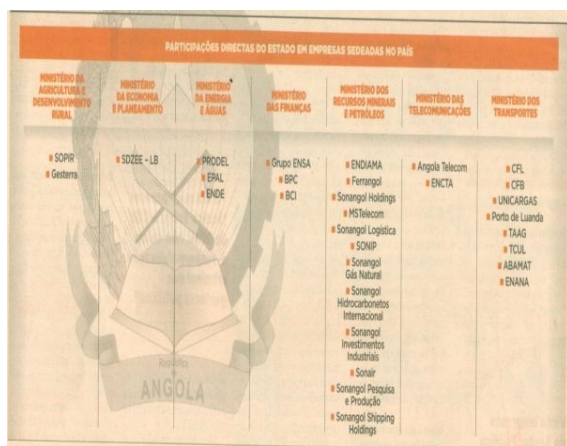 PARTICIPAÇÕES DIRECTAS DO ESTADO EM EMPRESAS SEDEADAS NO PAÍS
MINISTÉRIO DA
AGRICULTURA E
DESENVOLVIMENTO
RURAL
SOPIR
Gesterra
MINISTÉRIO
DA ECONOMIA
E PLANEAMENTO
SDZEE - LB
MINISTÉRIO
DA ENERGIA
E ÁGUAS
PRODEL
EPAL
ENDE
MINISTÉRIO
DAS FINANÇAS
Grupo ENSA
BPC
BCI
MINISTÉRIO DOS
RECURSOS MINERAIS
E PETRÓLEOS
ENDIAMA
Ferrangol
Sonangol Holdings
MSTelecom
Sonangol Logística
SONIP
Sonangol
Gás Natural
Sonangol
Hidrocarbonetos
Internacional
Sonangol
Investimentos
Industriais
Sonair
Sonangol Pesquisa
e Produção
Sonangol Shipping
Holdings
MINISTÉRIO DAS
TELECOMUNICAÇÕES
Angola Telecom
ENCTA
MINISTÉRIO DOS
TRANSPORTES
CFL
CFB
UNICARGAS
Porto de Luanda
TAAG
TCUL
ABAMAT
ENANA
República
de
ANGOLA